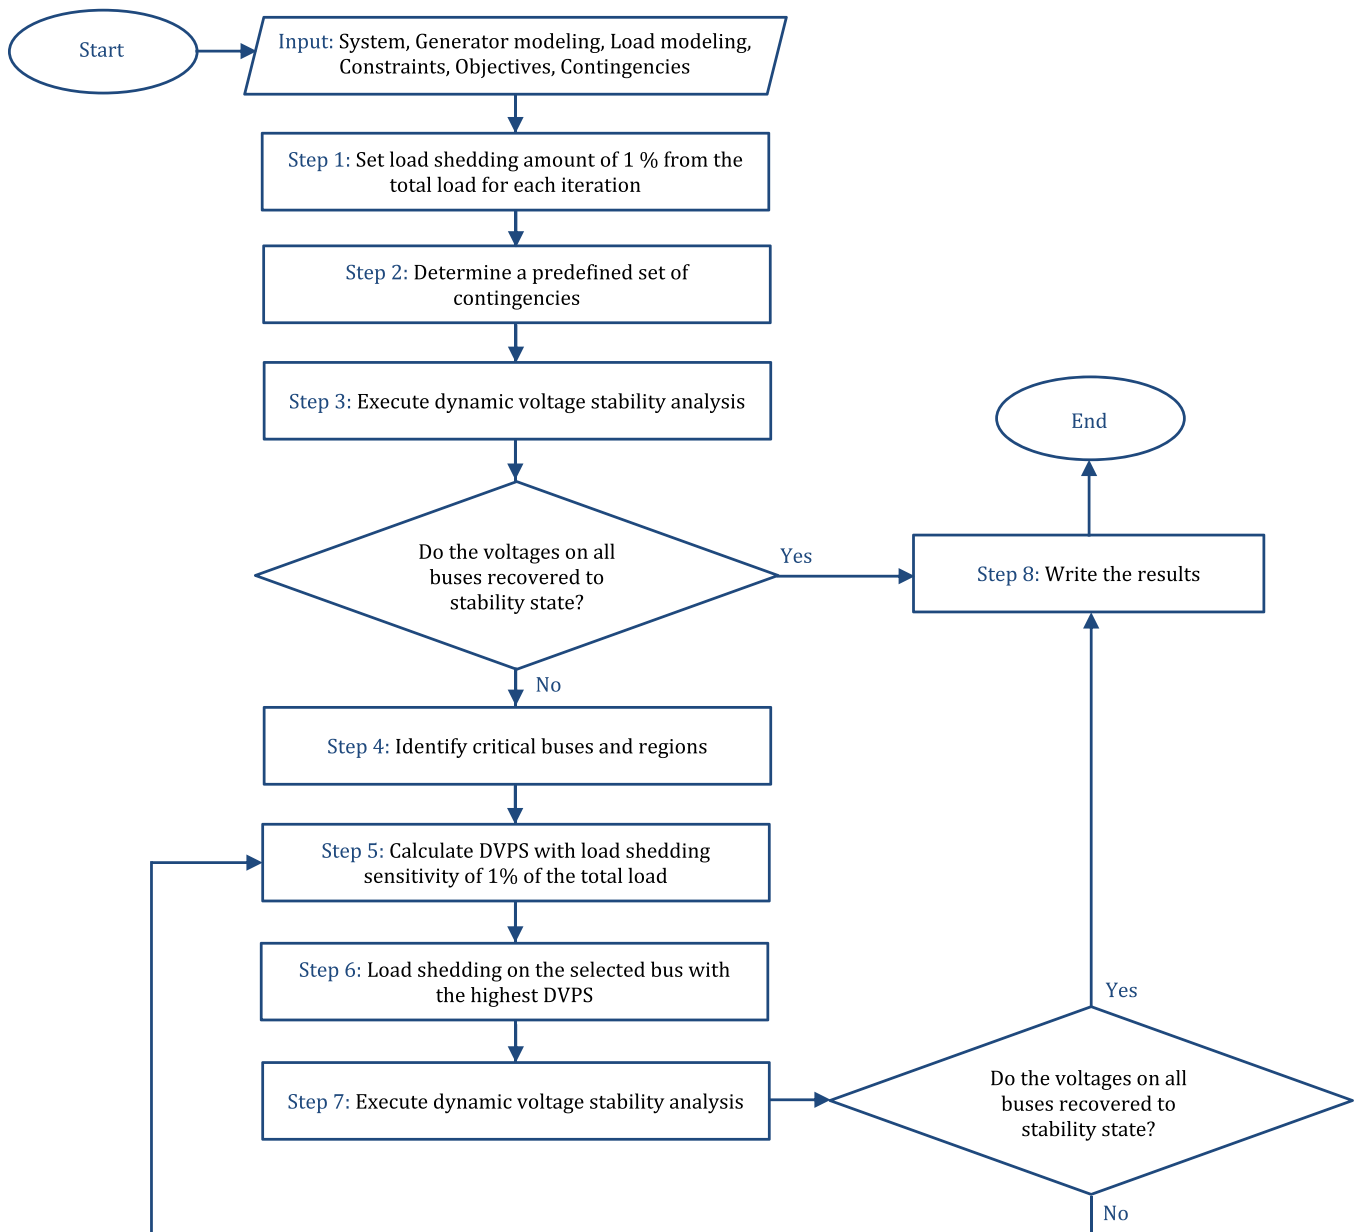 Start
Input: System, Generator modeling, Load modeling,
Constraints, Objectives, Contingencies
Step 1: Set load shedding amount of 1 % from the
total load for each iteration
Step 2: Determine a predefined set of
contingencies
Step 3: Execute dynamic voltage stability analysis
Do the voltages on all
buses recovered to
stability state?
Yes
No
Step 4: Identify critical buses and regions
Step 5: Calculate DVPS with load shedding
sensitivity of 1% of the total load
Step 6: Load shedding on the selected bus with
the highest DVPS
Step 7: Execute dynamic voltage stability analysis
Do the voltages on all
buses recovered to
stability state?
Yes
No
Step 8: Write the results
End